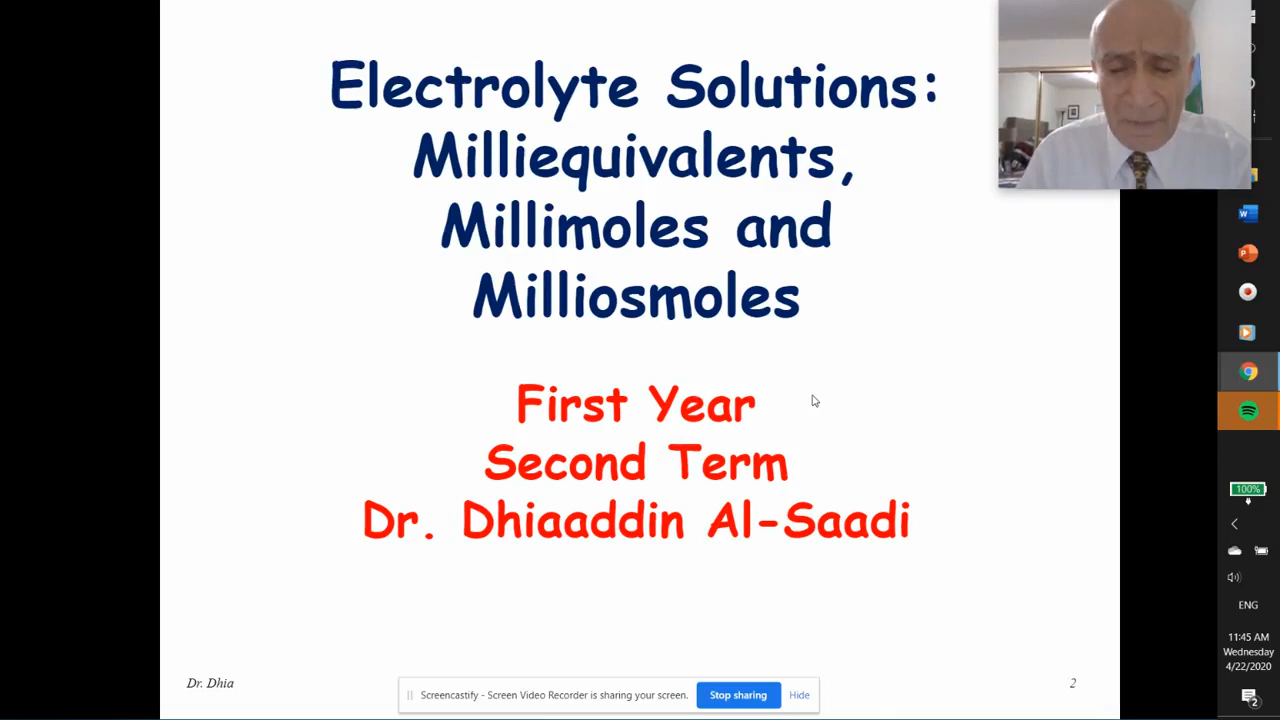 Electrolyte Solutions:
Milliequivalents,
Millimoles and
Milliosmoles
First Year
Second Term
Dr. Dhiaaddin Al-Saadi
Dr. Dhia
Screencastify - Screen Video Recorder is sharing your screen.
Stop sharing
Hide
2
W
P
100%
ENG
11:45 AM
Wednesday
4/22/2020
2